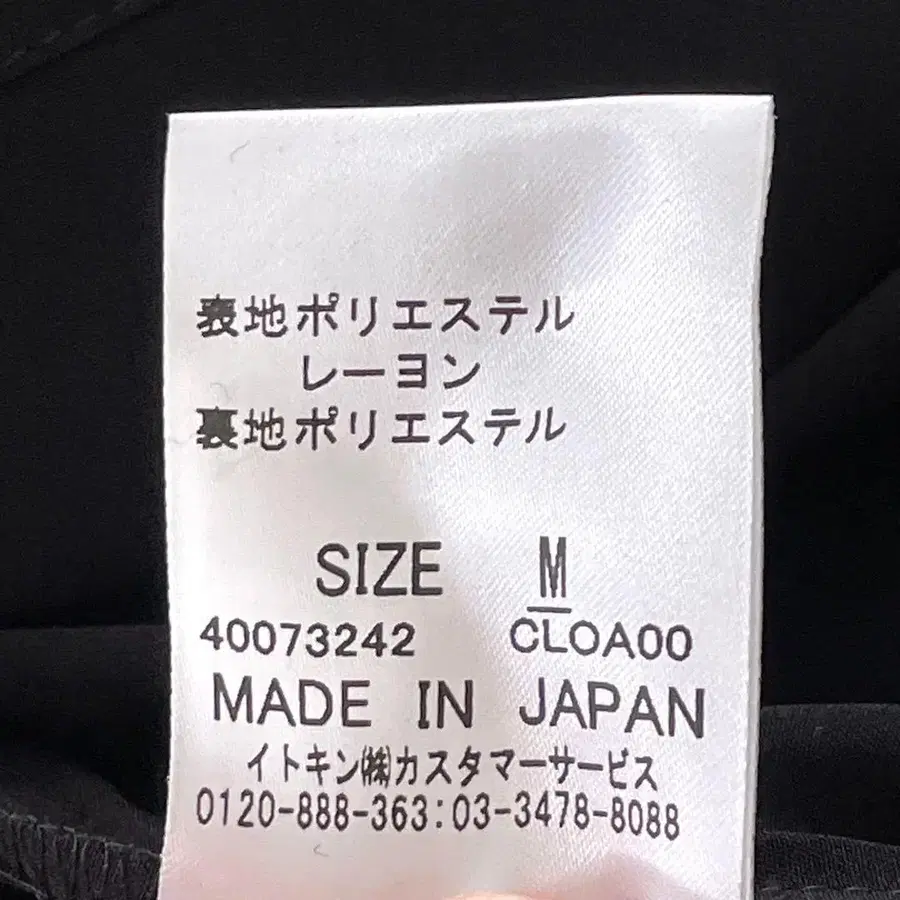 表地ポリエステル
レーヨン
裏地ポリエステル
SIZE M
40073242 CLOA00
MADE IN JAPAN
イトキン㈱カスタマーサービス
0120-888-363:03-3478-8088